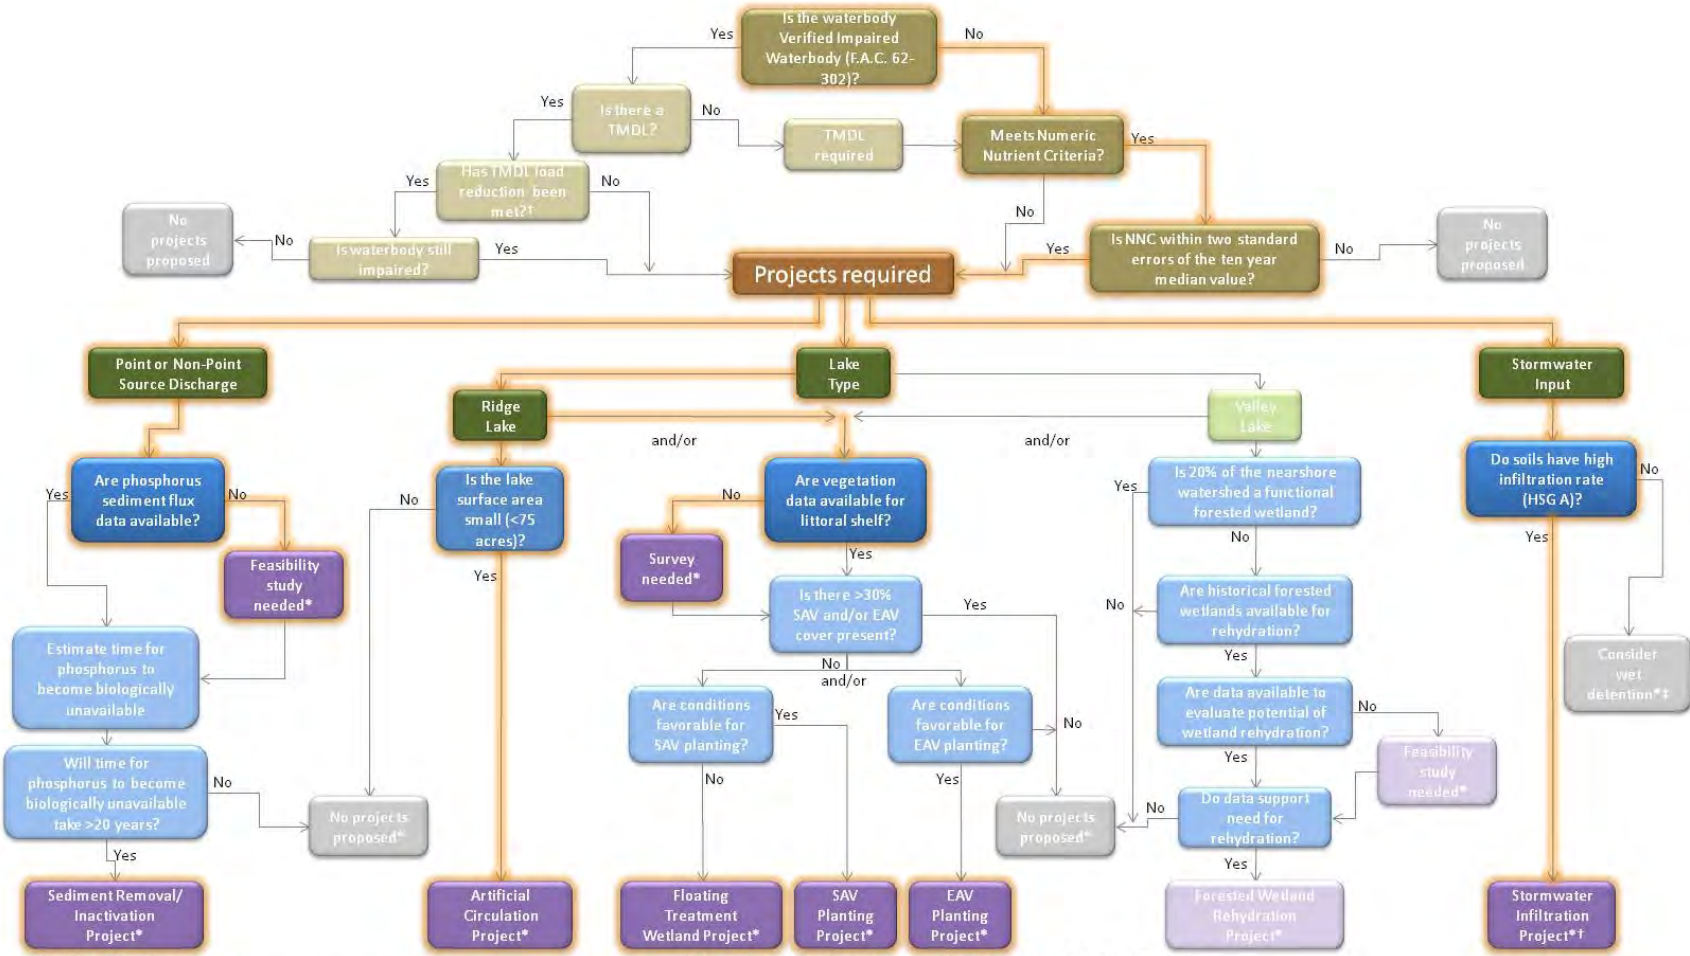 Is the waterbody
Verified Impaired
Waterbody (F.A.C. 62-
302)?
Yes
No
Is there a
TMDL?
Yes
No
TMDL
required
Meets Numeric
Nutrient Criteria?
Yes
No
Has TMDL load
reduction been
met?†
Yes
No
No
projects
proposed
No
Is waterbody still
impaired?
Yes
Projects required
Yes
Is NNC within two standard
errors of the ten year
median value?
No
No
projects
proposed
Point or Non-Point
Source Discharge
Lake
Type
Stormwater
Input
Ridge
Lake
Valley
Lake
and/or
and/or
Yes
Are phosphorus
sediment flux
data available?
No
No
Is the lake
surface area
small (<75
acres)?
Yes
No
Are vegetation
data available for
littoral shelf?
Yes
Yes
Is 20% of the nearshore
watershed a functional
forested wetland?
No
Do soils have high
infiltration rate
(HSG A)?
No
Yes
Feasibility
study
needed*
Survey
needed*
Is there >30%
SAV and/or EAV
cover present?
Yes
No
and/or
No
Are historical forested
wetlands available for
rehydration?
Yes
Estimate time for
phosphorus to
become biologically
unavailable
Consider
wet
detention*‡
Are conditions
favorable for
SAV planting?
Yes
No
Are conditions
favorable for
EAV planting?
No
Yes
Are data available to
evaluate potential of
wetland rehydration?
No
Yes
Feasibility
study
needed*
Will time for
phosphorus to become
biologically unavailable
take >20 years?
No
Yes
No projects
proposed*
No projects
proposed*
No
Do data support
need for
rehydration?
Yes
Sediment Removal/
Inactivation
Project*
Artificial
Circulation
Project*
Floating
Treatment
Wetland Project*
SAV
Planting
Project*
EAV
Planting
Project*
Forested Wetland
Rehydration
Project*
Stormwater
Infiltration
Project*†